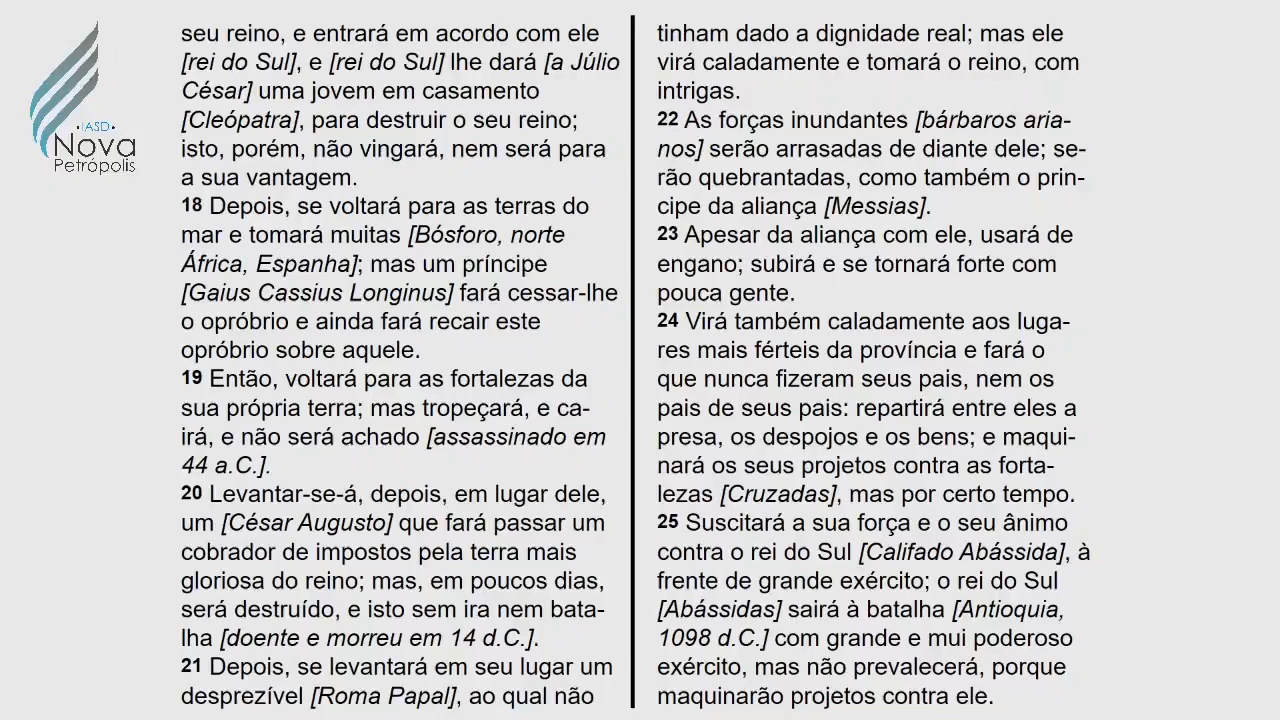 IASD
Nova
Petrópolis
seu reino, e entrará em acordo com ele
[rei do Sul], e [rei do Sul] lhe dará [a Júlio
César] uma jovem em casamento
[Cleópatra], para destruir o seu reino;
isto, porém, não vingará, nem será para
a sua vantagem.
18 Depois, se voltará para as terras do
mar e tomará muitas [Bósforo, norte
África, Espanha]; mas um príncipe
[Gaius Cassius Longinus] fará cessar-lhe
o opróbrio e ainda fará recair este
opróbrio sobre aquele.
19 Então, voltará para as fortalezas da
sua própria terra; mas tropeçará, e ca-
irá, e não será achado [assassinado em
44 a.C.].
20 Levantar-se-á, depois, em lugar dele,
um [César Augusto] que fará passar um
cobrador de impostos pela terra mais
gloriosa do reino; mas, em poucos dias,
será destruído, e isto sem ira nem bata-
lha [doente e morreu em 14 d.C.].
21 Depois, se levantará em seu lugar um
desprezível [Roma Papal], ao qual não
tinham dado a dignidade real; mas ele
virá caladamente e tomará o reino, com
intrigas.
22 As forças inundantes [bárbaros aria-
nos] serão arrasadas de diante dele; se-
rão quebrantadas, como também o prín-
cipe da aliança [Messias].
23 Apesar da aliança com ele, usará de
engano; subirá e se tornará forte com
pouca gente.
24 Virá também caladamente aos luga-
res mais férteis da província e fará o
que nunca fizeram seus pais, nem os
pais de seus pais: repartirá entre eles a
presa, os despojos e os bens; e maqui-
nará os seus projetos contra as forta-
lezas [Cruzadas], mas por certo tempo.
25 Suscitará a sua força e o seu ânimo
contra o rei do Sul [Califado Abássida], à
frente de grande exército; o rei do Sul
[Abássidas] sairá à batalha [Antioquia,
1098 d.C.] com grande e mui poderoso
exército, mas não prevalecerá, porque
maquinarão projetos contra ele.